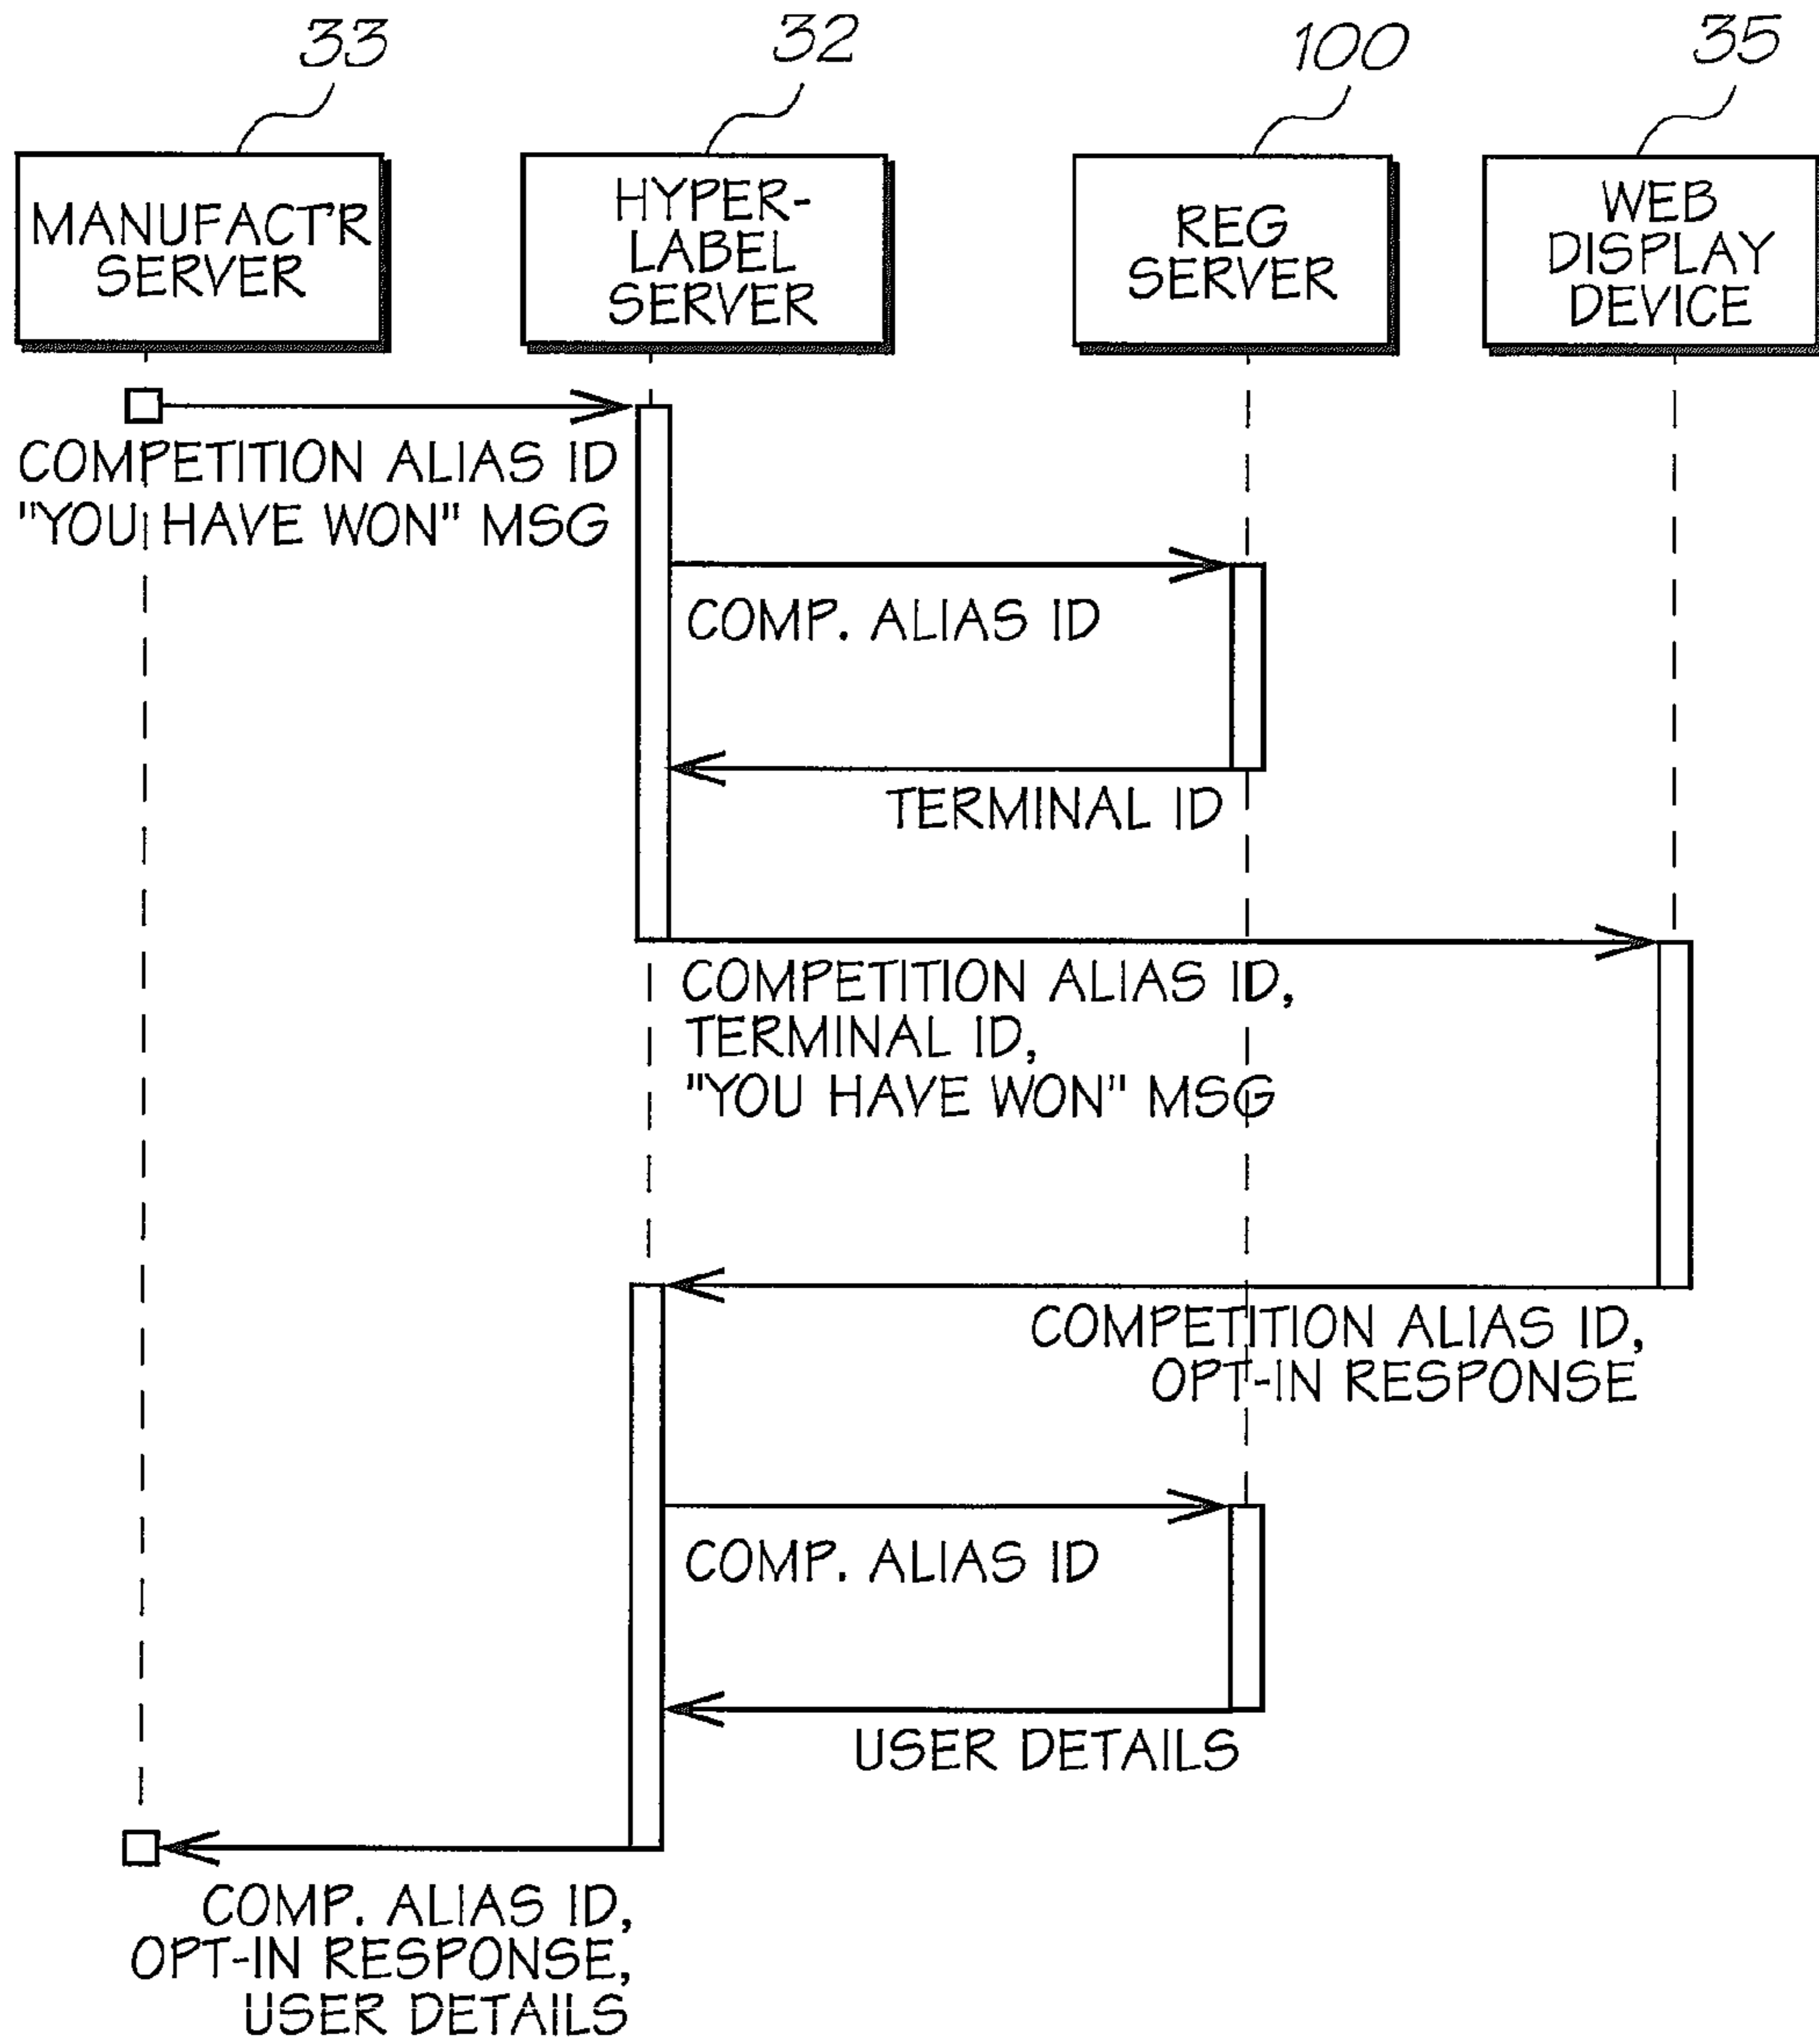 33
32
100
35
MANUFACT'R
SERVER
HYPER-
LABEL
SERVER
REG
SERVER
WEB
DISPLAY
DEVICE
COMPETITION ALIAS ID
"YOU HAVE WON" MSG
COMP. ALIAS ID
TERMINAL ID
COMPETITION ALIAS ID,
TERMINAL ID,
"YOU HAVE WON" MSG
COMPETITION ALIAS ID,
OPT-IN RESPONSE
COMP. ALIAS ID
USER DETAILS
COMP. ALIAS ID,
OPT-IN RESPONSE,
USER DETAILS